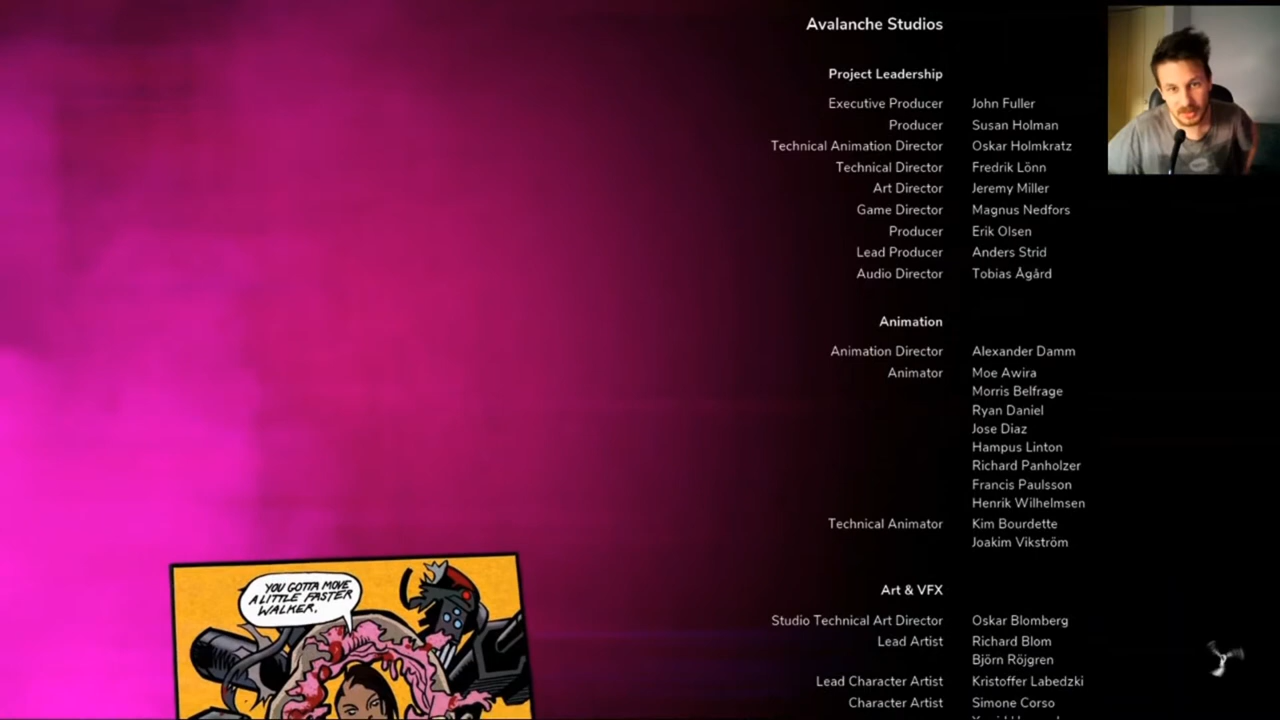 Avalanche Studios
Project Leadership
Executive Producer John Fuller
Producer Susan Holman
Technical Animation Director Oskar Holmkratz
Technical Director Fredrik Lönn
Art Director Jeremy Miller
Game Director Magnus Nedfors
Producer Erik Olsen
Lead Producer Anders Strid
Audio Director Tobias Ågård
Animation
Animation Director Alexander Damm
Animator Moe Awira
Morris Belfrage
Ryan Daniel
Jose Diaz
Hampus Linton
Richard Panholzer
Francis Paulsson
Henrik Wilhelmsen
Technical Animator Kim Bourdette
Joakim Vikström
Art & VFX
Studio Technical Art Director Oskar Blomberg
Lead Artist Richard Blom
Björn Röjgren
Lead Character Artist Kristoffer Labedzki
Character Artist Simone Corso
YOU GOTTA MOVE
A LITTLE FASTER
WALKER.